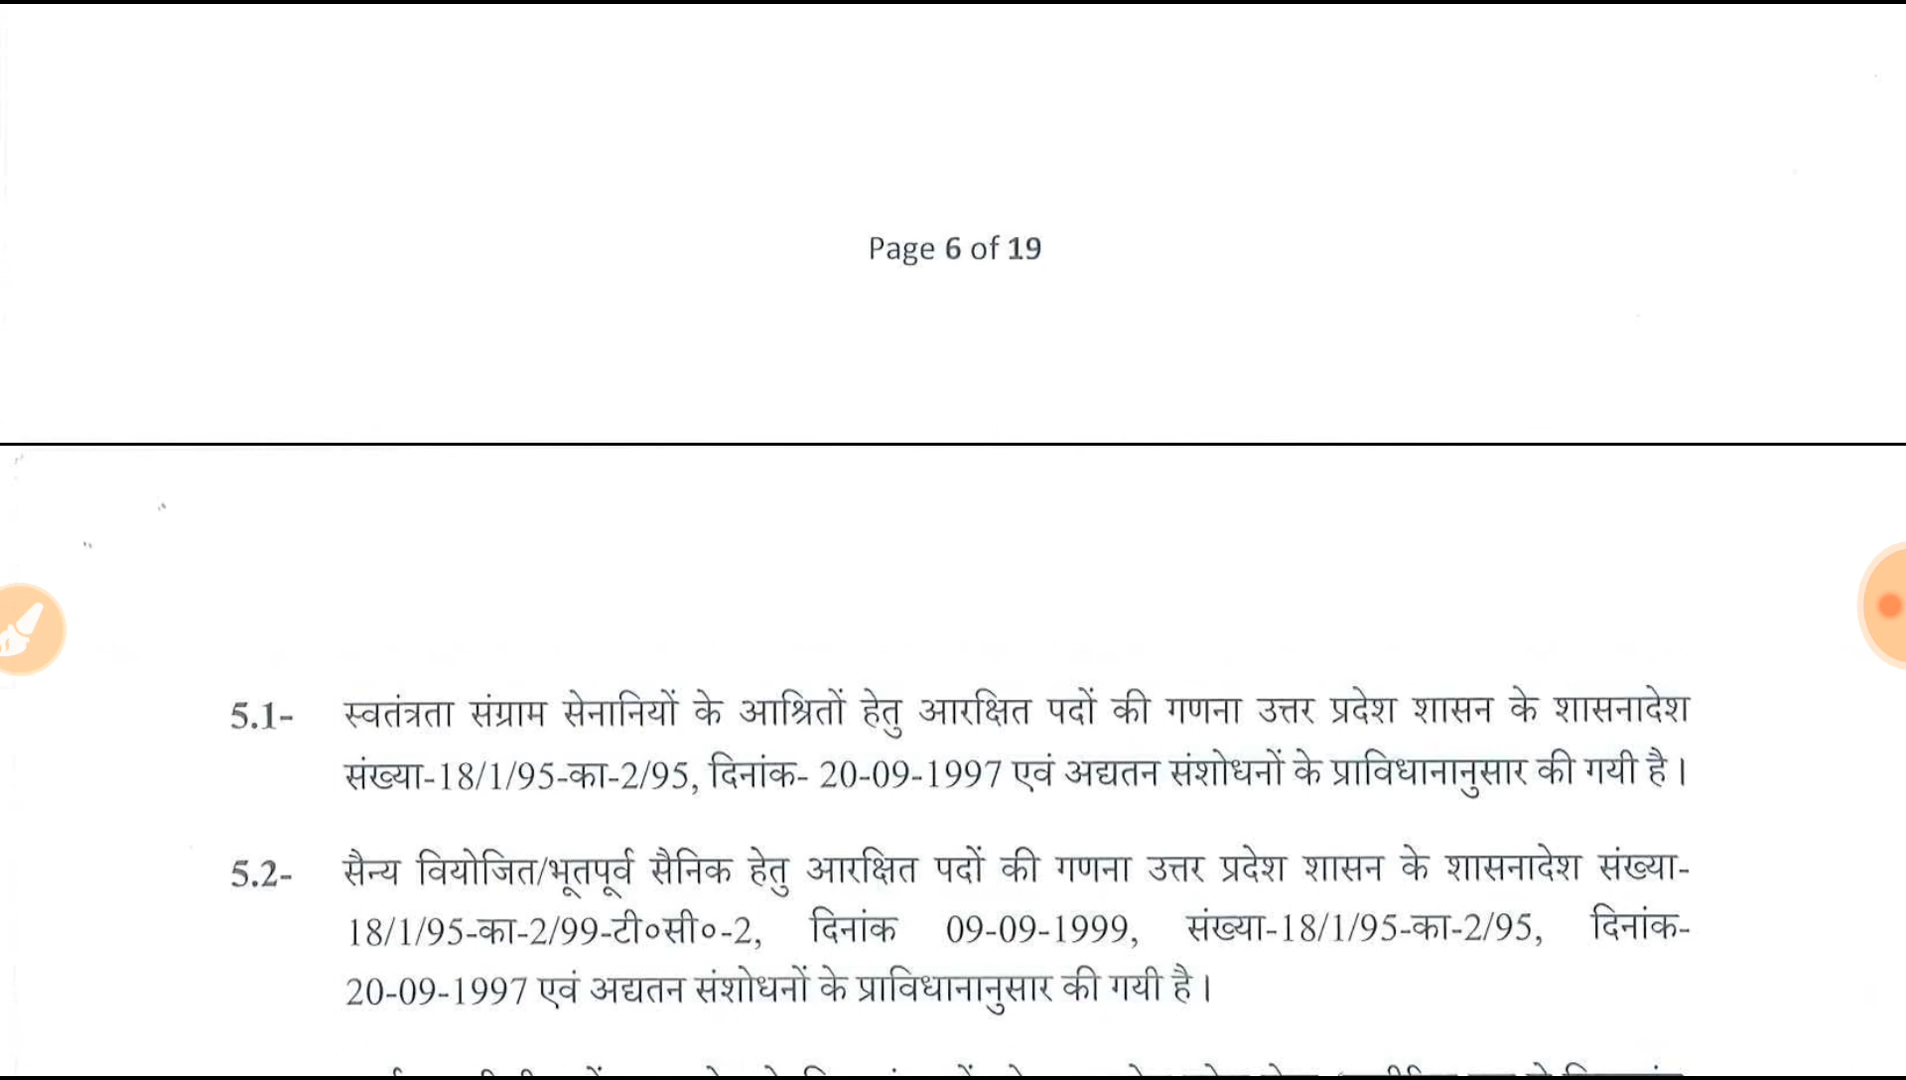 Page 6 of 19
5.1- स्वतंत्रता संग्राम सेनानियों के आश्रितों हेतु आरक्षित पदों की गणना उत्तर प्रदेश शासन के शासनादेश
संख्या-18/1/95-का-2/95, दिनांक- 20-09-1997 एवं अद्यतन संशोधनों के प्राविधानानुसार की गयी है।
5.2- सैन्य वियोजित/भूतपूर्व सैनिक हेतु आरक्षित पदों की गणना उत्तर प्रदेश शासन के शासनादेश संख्या-
18/1/95-का-2/99-टी०सी०-2, दिनांक 09-09-1999, संख्या-18/1/95-का-2/95, दिनांक-
20-09-1997 एवं अद्यतन संशोधनों के प्राविधानानुसार की गयी है।